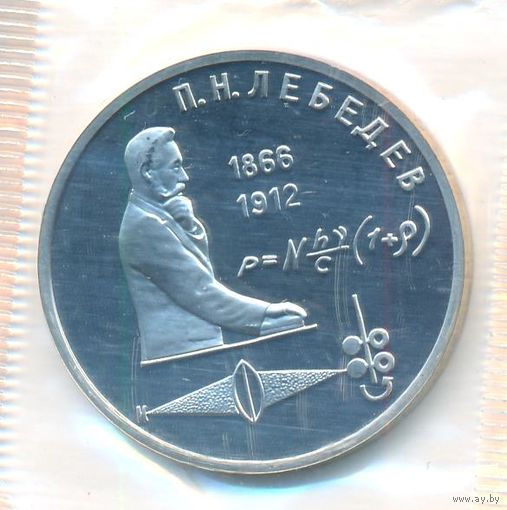 П.Н.ЛЕБЕДЕВ
1866
1912
p=N hν/c (1+ρ)
www.ay.by